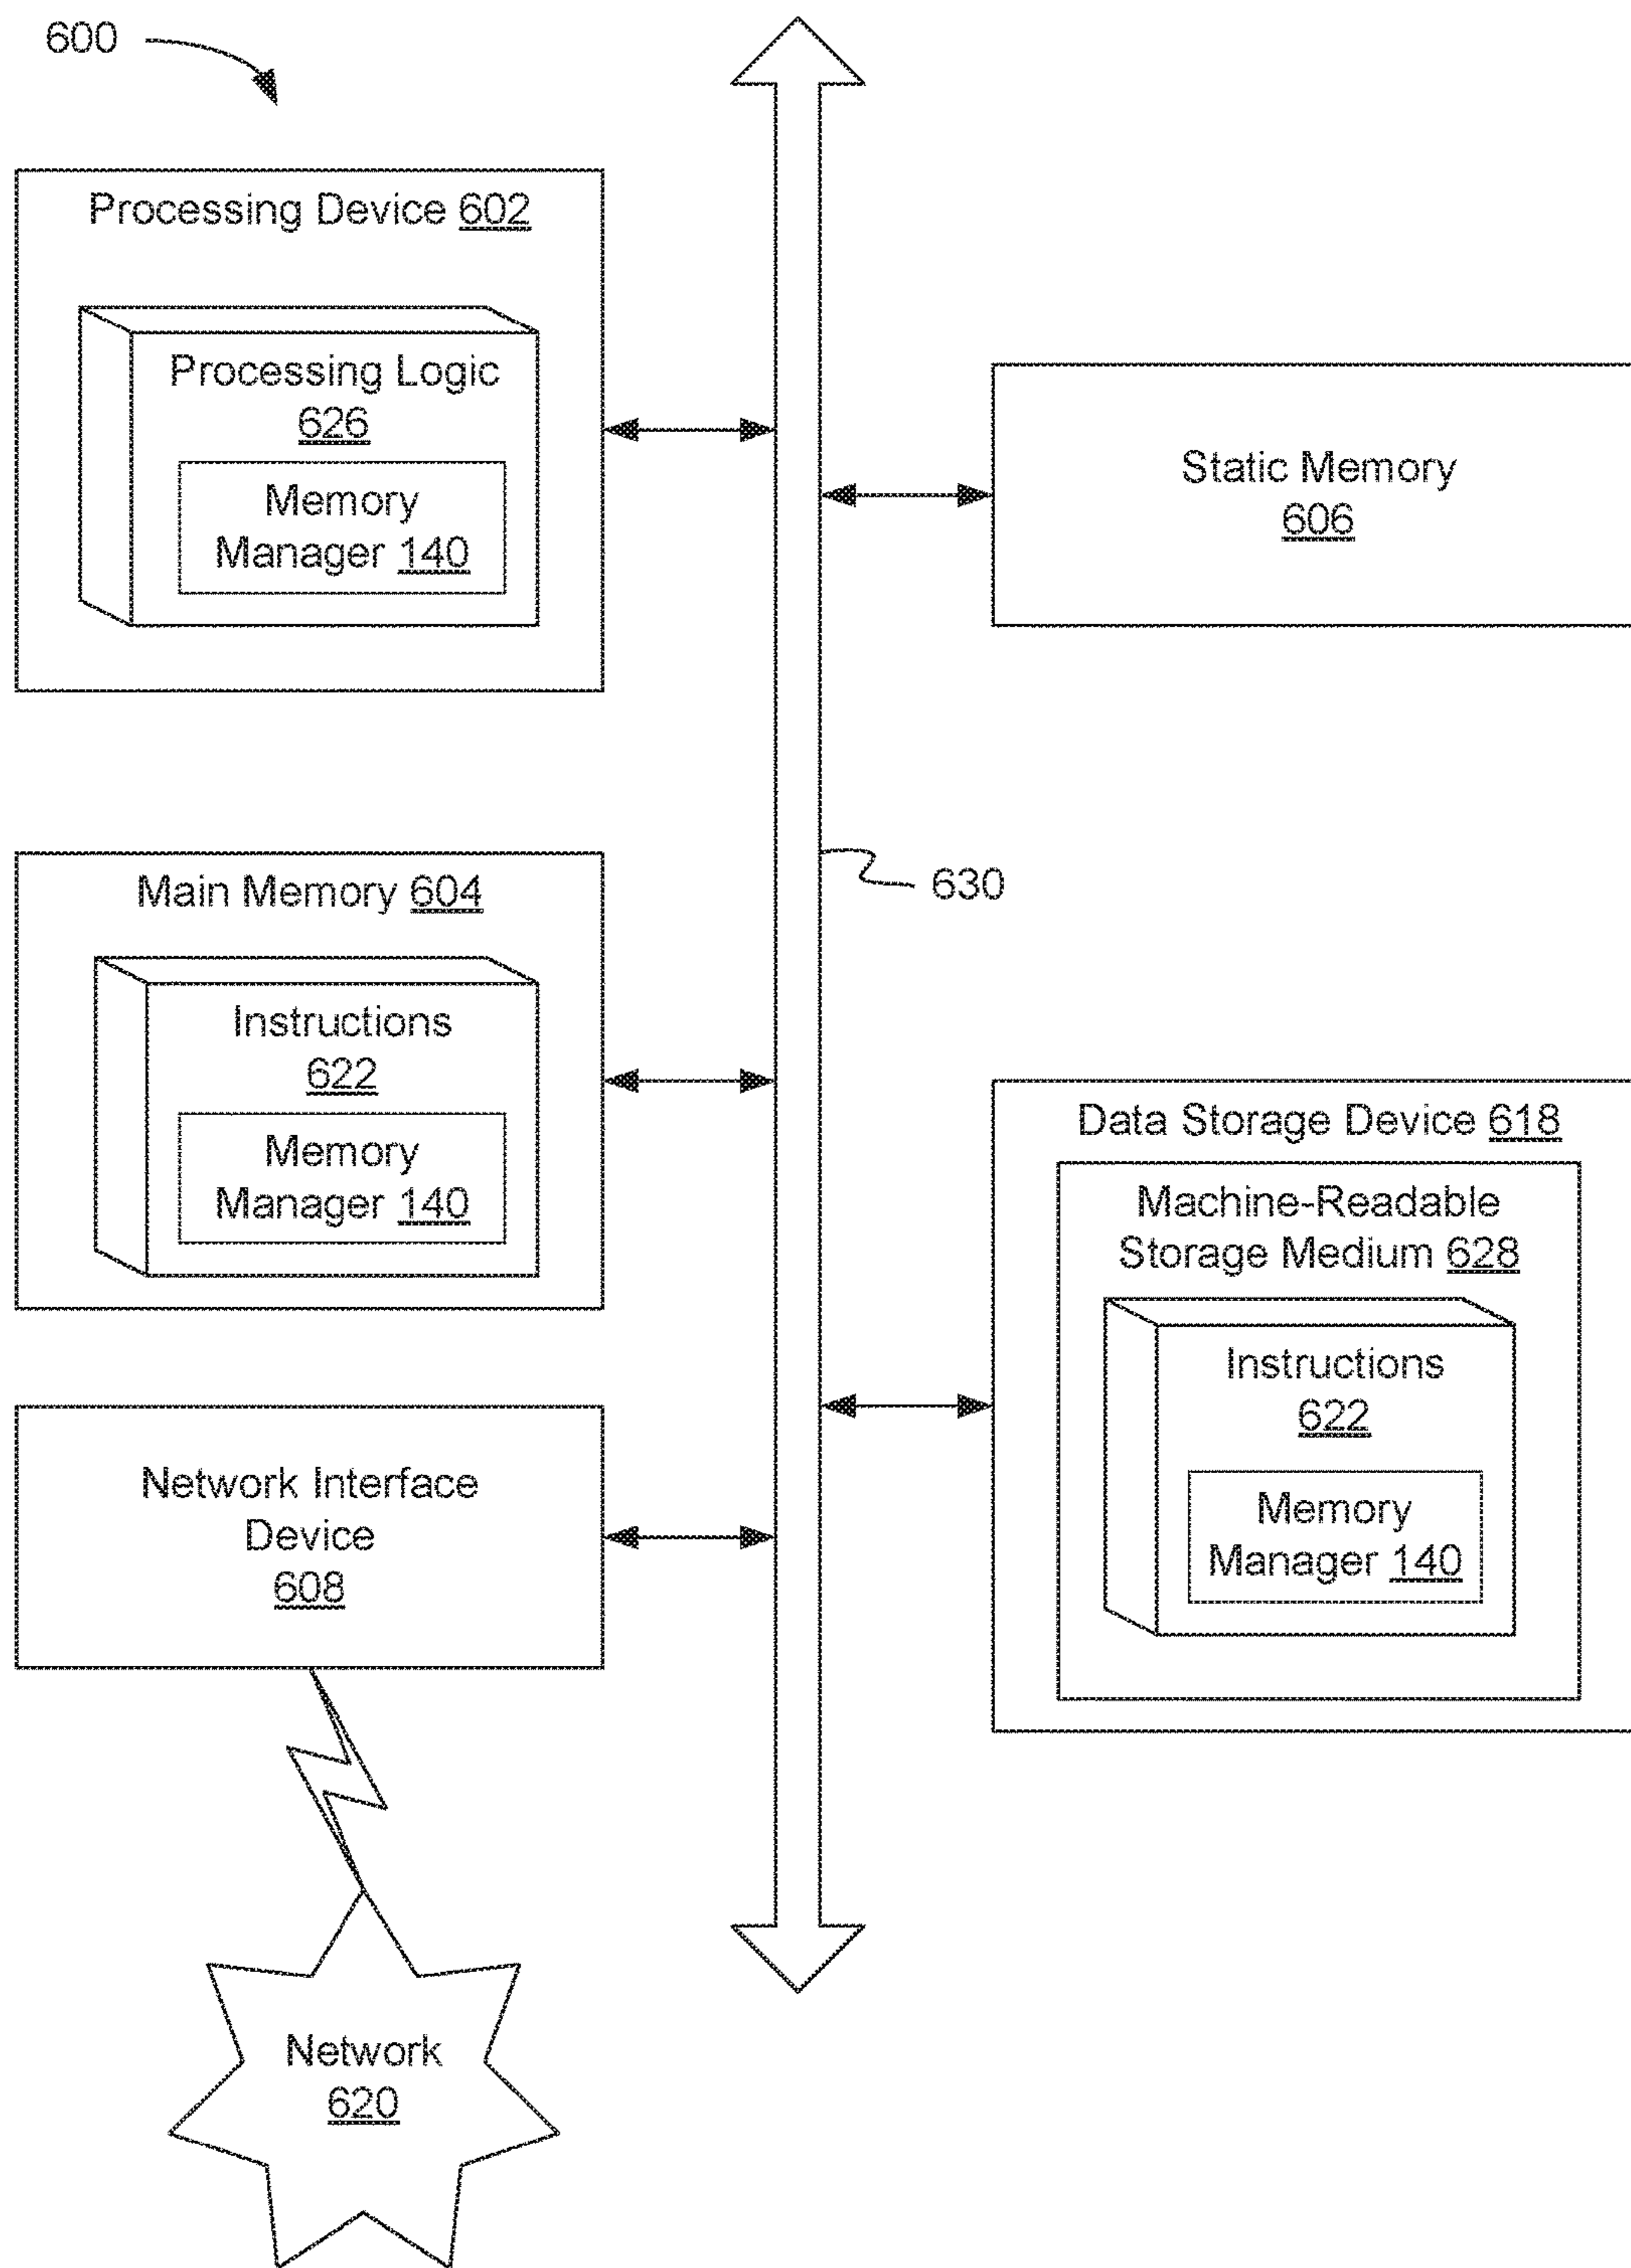 600
Processing Device 602
Processing Logic
626
Memory
Manager 140
Static Memory
606
Main Memory 604
630
Instructions
622
Memory
Manager 140
Data Storage Device 618
Machine-Readable
Storage Medium 628
Instructions
622
Memory
Manager 140
Network Interface
Device
608
Network
620